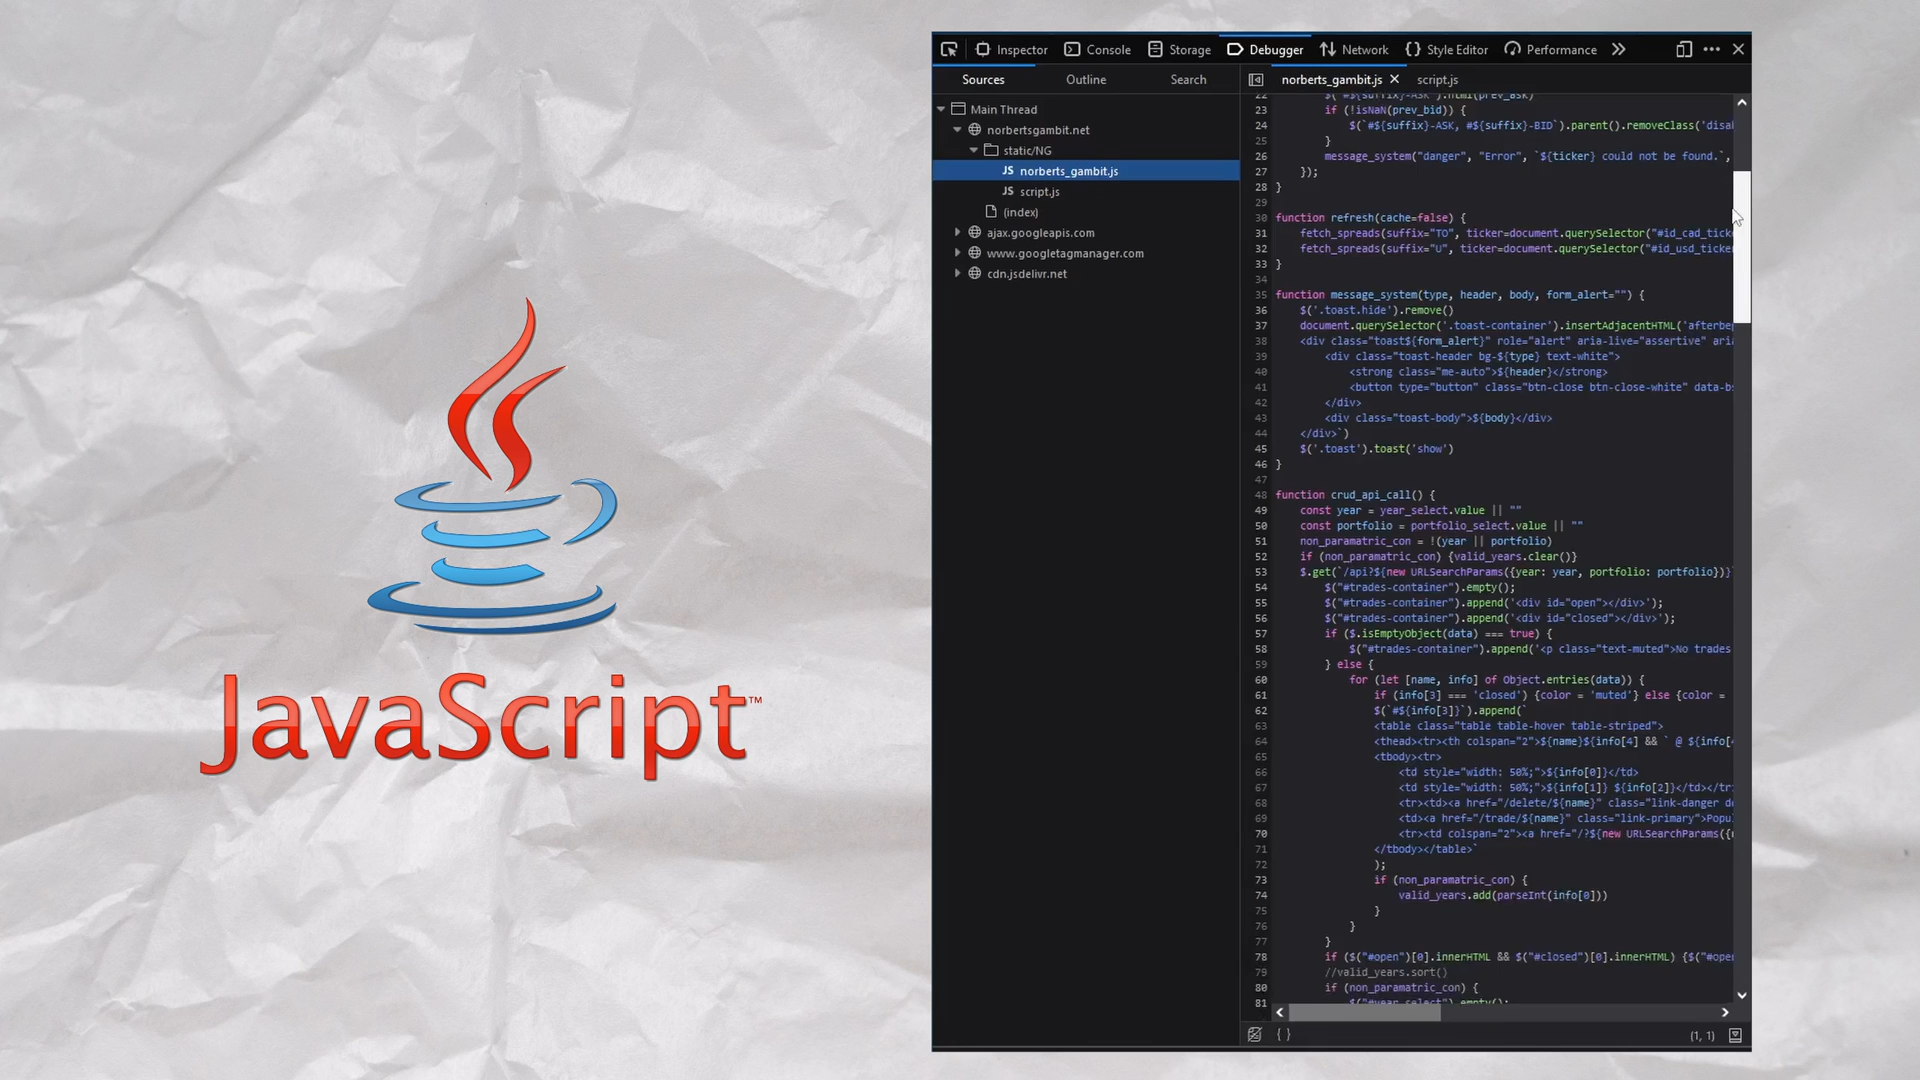 JavaScript™
Inspector Console Storage Debugger Network Style Editor Performance
Sources Outline Search
Main Thread
norbertsgambit.net
static/NG
JS norberts_gambit.js
JS script.js
(index)
ajax.googleapis.com
www.googletagmanager.com
cdn.jsdelivr.net
norberts_gambit.js script.js
22 $(`#${suffix}-ASK`).html(prev_ask)
23 if (!isNaN(prev_bid)) {
24 $(`#${suffix}-ASK, #${suffix}-BID`).parent().removeClass('disa
25 }
26 message_system("danger", "Error", `${ticker} could not be found.`,
27 });
28 }
29
30 function refresh(cache=false) {
31 fetch_spreads(suffix="TO", ticker=document.querySelector("#id_cad_ticke
32 fetch_spreads(suffix="U", ticker=document.querySelector("#id_usd_ticker
33 }
34
35 function message_system(type, header, body, form_alert="") {
36 $('.toast.hide').remove()
37 document.querySelector('.toast-container').insertAdjacentHTML('afterbe
38 <div class="toast${form_alert}" role="alert" aria-live="assertive" aria
39 <div class="toast-header bg-${type} text-white">
40 <strong class="me-auto">${header}</strong>
41 <button type="button" class="btn-close btn-close-white" data-bs
42 </div>
43 <div class="toast-body">${body}</div>
44 </div>`)
45 $('.toast').toast('show')
46 }
47
48 function crud_api_call() {
49 const year = year_select.value || ""
50 const portfolio = portfolio_select.value || ""
51 non_paramatric_con = !(year || portfolio)
52 if (non_paramatric_con) {valid_years.clear()}
53 $.get(`/api?${new URLSearchParams({year: year, portfolio: portfolio})}`
54 $("#trades-container").empty();
55 $("#trades-container").append('<div id="open"></div>');
56 $("#trades-container").append('<div id="closed"></div>');
57 if ($.isEmptyObject(data) === true) {
58 $("#trades-container").append('<p class="text-muted">No trades
59 } else {
60 for (let [name, info] of Object.entries(data)) {
61 if (info[3] === 'closed') {color = 'muted'} else {color =
62 $(`#${info[3]}`).append(`
63 <table class="table table-hover table-striped">
64 <thead><tr><th colspan="2">${name}${info[4] && ` @ ${info[4
65 <tbody><tr>
66 <td style="width: 50%;">${info[0]}</td>
67 <td style="width: 50%;">${info[1]} ${info[2]}</td></tr
68 <tr><td><a href="/delete/${name}" class="link-danger de
69 <td><a href="/trade/${name}" class="link-primary">Popu
70 <tr><td colspan="2"><a href="/?${new URLSearchParams({
71 </tbody></table>`
72 );
73 if (non_paramatric_con) {
74 valid_years.add(parseInt(info[0]))
75 }
76 }
77 }
78 if ($("#open")[0].innerHTML && $("#closed")[0].innerHTML) {$("#ope
79 //valid_years.sort()
80 if (non_paramatric_con) {
81 $("#year_select").empty();
{ } (1, 1)